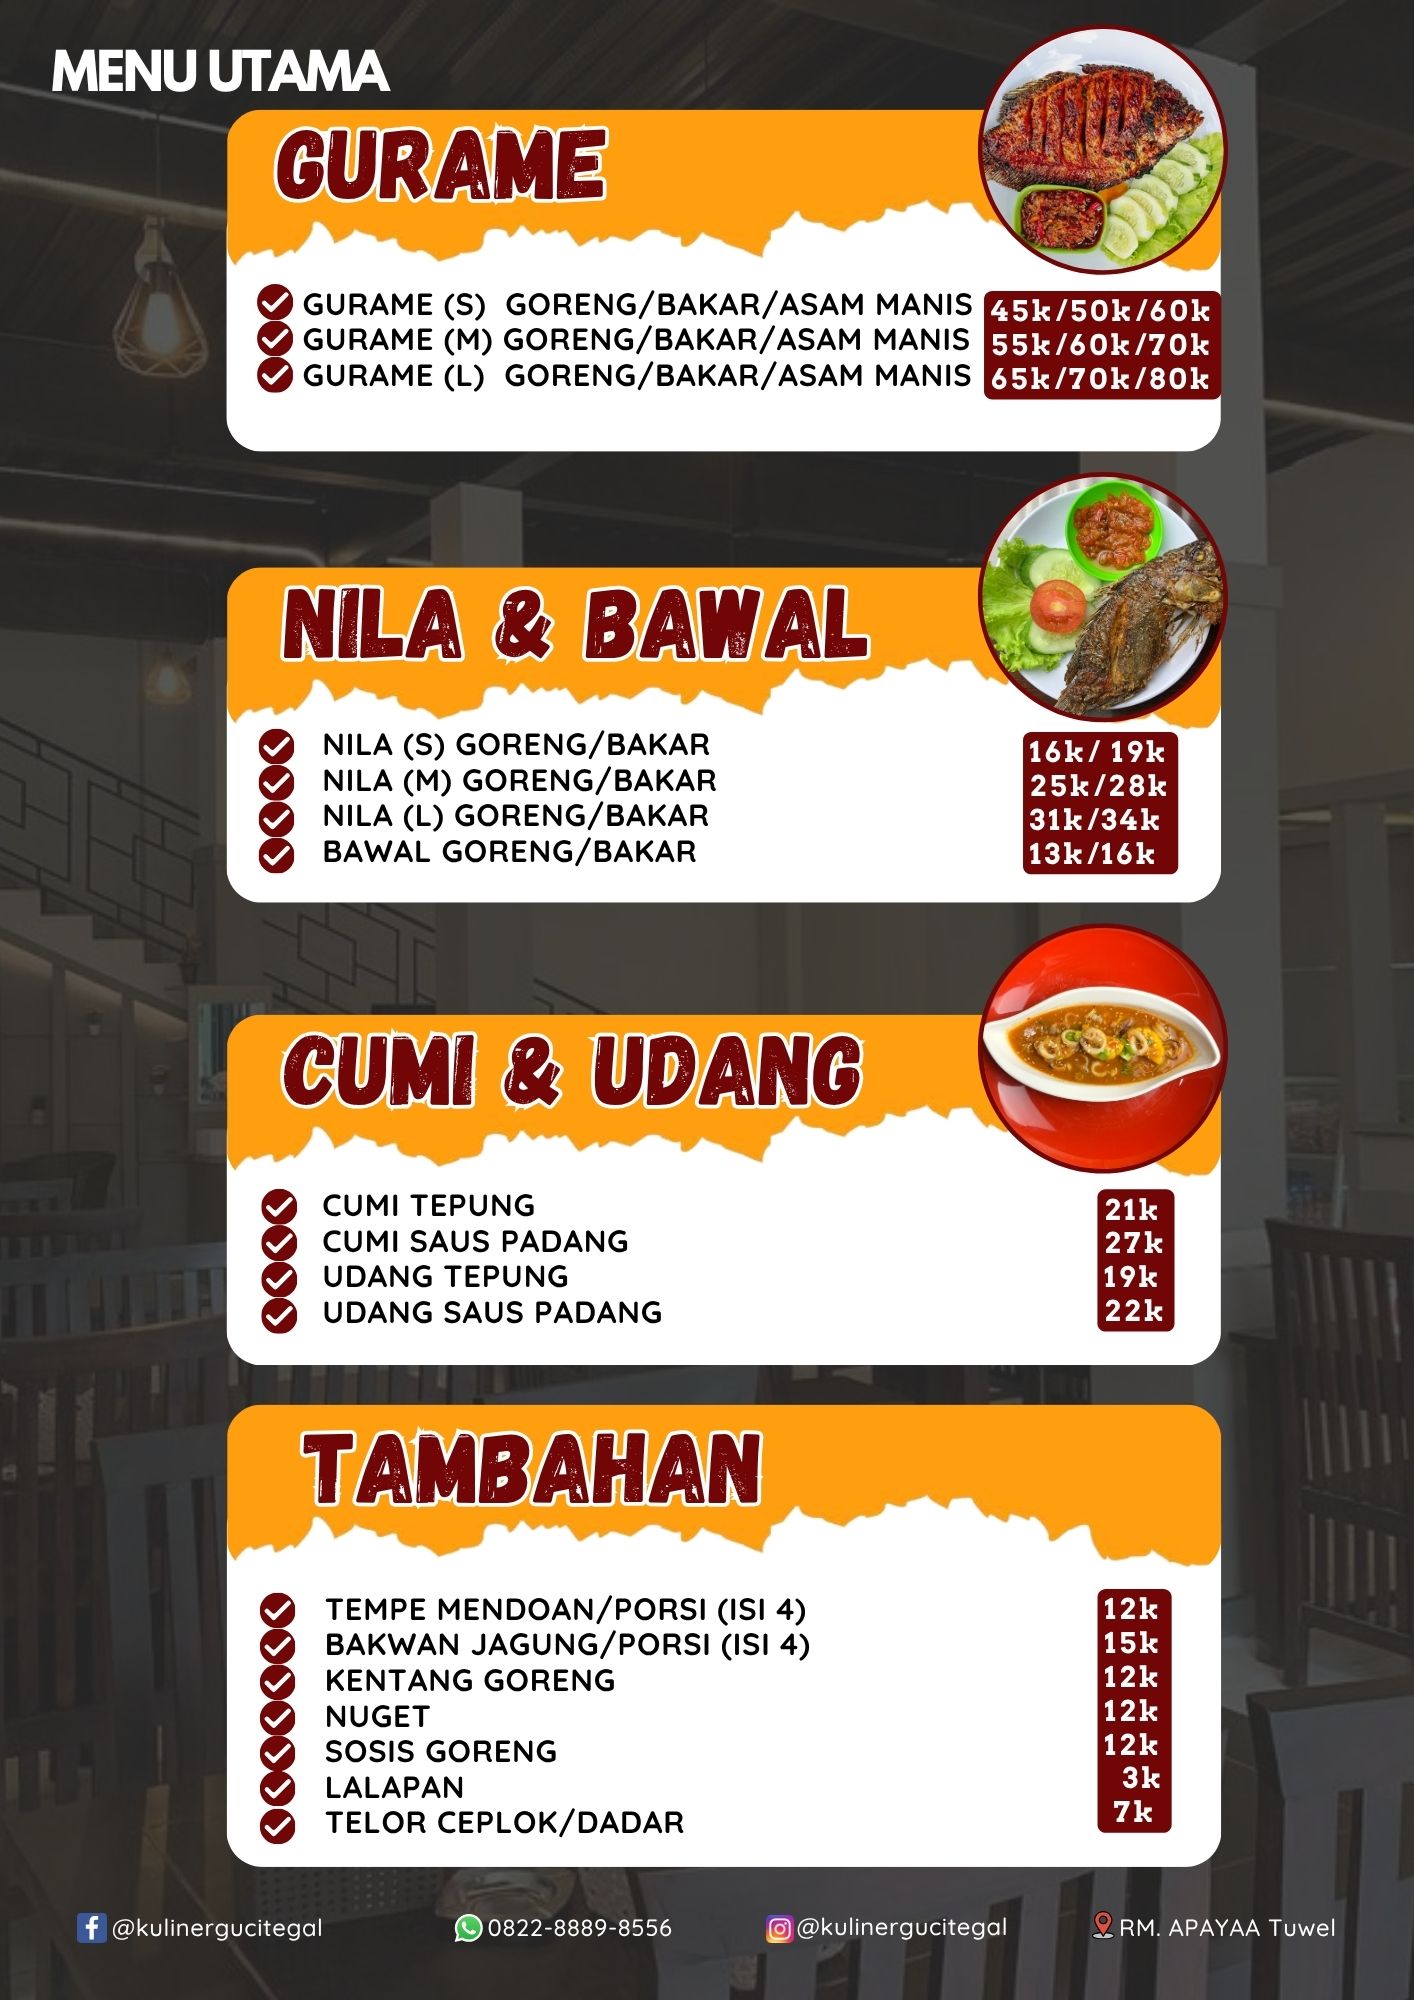 MENU UTAMA
GURAME
GURAME (S) GORENG/BAKAR/ASAM MANIS 45k/50k/60k
GURAME (M) GORENG/BAKAR/ASAM MANIS 55k/60k/70k
GURAME (L) GORENG/BAKAR/ASAM MANIS 65k/70k/80k
NILA & BAWAL
NILA (S) GORENG/BAKAR 16k/ 19k
NILA (M) GORENG/BAKAR 25k/28k
NILA (L) GORENG/BAKAR 31k/34k
BAWAL GORENG/BAKAR 13k/16k
CUMI & UDANG
CUMI TEPUNG 21k
CUMI SAUS PADANG 27k
UDANG TEPUNG 19k
UDANG SAUS PADANG 22k
TAMBAHAN
TEMPE MENDOAN/PORSI (ISI 4) 12k
BAKWAN JAGUNG/PORSI (ISI 4) 15k
KENTANG GORENG 12k
NUGET 12k
SOSIS GORENG 12k
LALAPAN 3k
TELOR CEPLOK/DADAR 7k
@kulinergucitegal 0822-8889-8556 @kulinergucitegal RM. APAYAA Tuwel